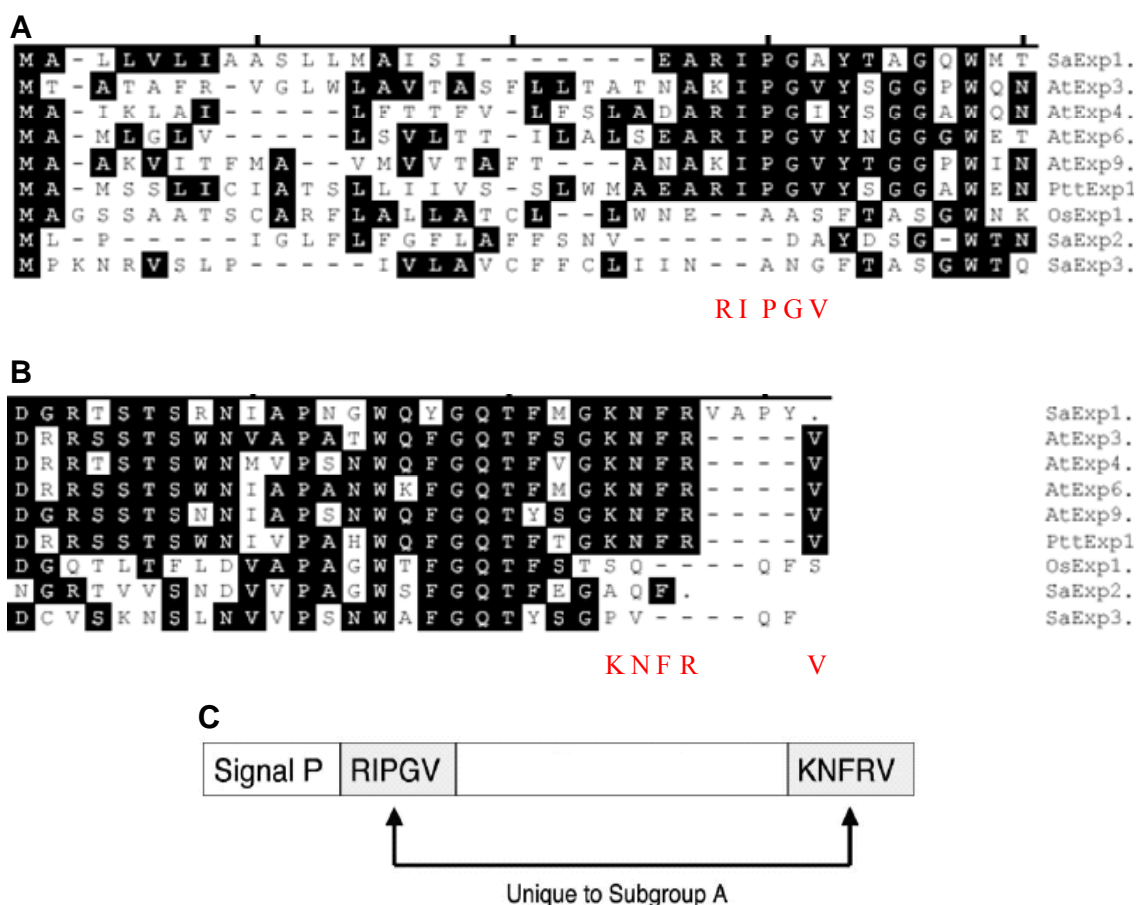 A
M A - L L V L I A A S L L M A I S I - - - - - - - E A R I P G A Y T A G Q W M T SaExp1.
M T - A T A F R - V G L W L A V T A S F L L T A T N A K I P G V Y S G G P W Q N AtExp3.
M A - I K L A I - - - - - L F T T F V - L F S L A D A R I P G I Y S G G A W Q N AtExp4.
M A - M L G L V - - - - - L S V L T T - I L A L S E A R I P G V Y N G G G W E T AtExp6.
M A - A K V I T F M A - - V M V V T A F T - - - A N A K I P G V Y T G G P W I N AtExp9.
M A - M S S L I C I A T S L L I I V S - S L W M A E A R I P G V Y S G G A W E N PttExp1
M A G S S A A T S C A R F L A L L A T C L - - L W N E - - A A S F T A S G W N K OsExp1.
M L - P - - - - - I G L F L F G F L A F F S N V - - - - - - D A Y D S G - W T N SaExp2.
M P K N R V S L P - - - - - I V L A V C F F C L I I N - - A N G F T A S G W T Q SaExp3.
R I P G V
B
D G R T S T S R N I A P N G W Q Y G Q T F M G K N F R V A P Y . SaExp1.
D R R S S T S W N V A P A T W Q F G Q T F S G K N F R - - - - V AtExp3.
D R R T S T S W N M V P S N W Q F G Q T F V G K N F R - - - - V AtExp4.
D R R S S T S W N I A P A N W K F G Q T F M G K N F R - - - - V AtExp6.
D G R S S T S N N I A P S N W Q F G Q T Y S G K N F R - - - - V AtExp9.
D R R S S T S W N I V P A H W Q F G Q T F T G K N F R - - - - V PttExp1
D G Q T L T F L D V A P A G W T F G Q T F S T S Q - - - - Q F S OsExp1.
N G R T V V S N D V V P A G W S F G Q T F E G A Q F . SaExp2.
D C V S K N S L N V V P S N W A F G Q T Y S G P V - - - - Q F SaExp3.
K N F R V
C
Signal P RIPGV KNFRV
Unique to Subgroup A